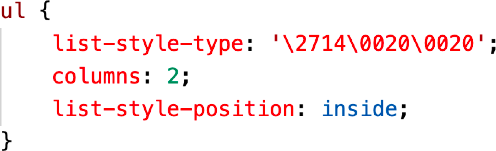 ul {
    list-style-type: '\2714\0020\0020';
    columns: 2;
    list-style-position: inside;
}